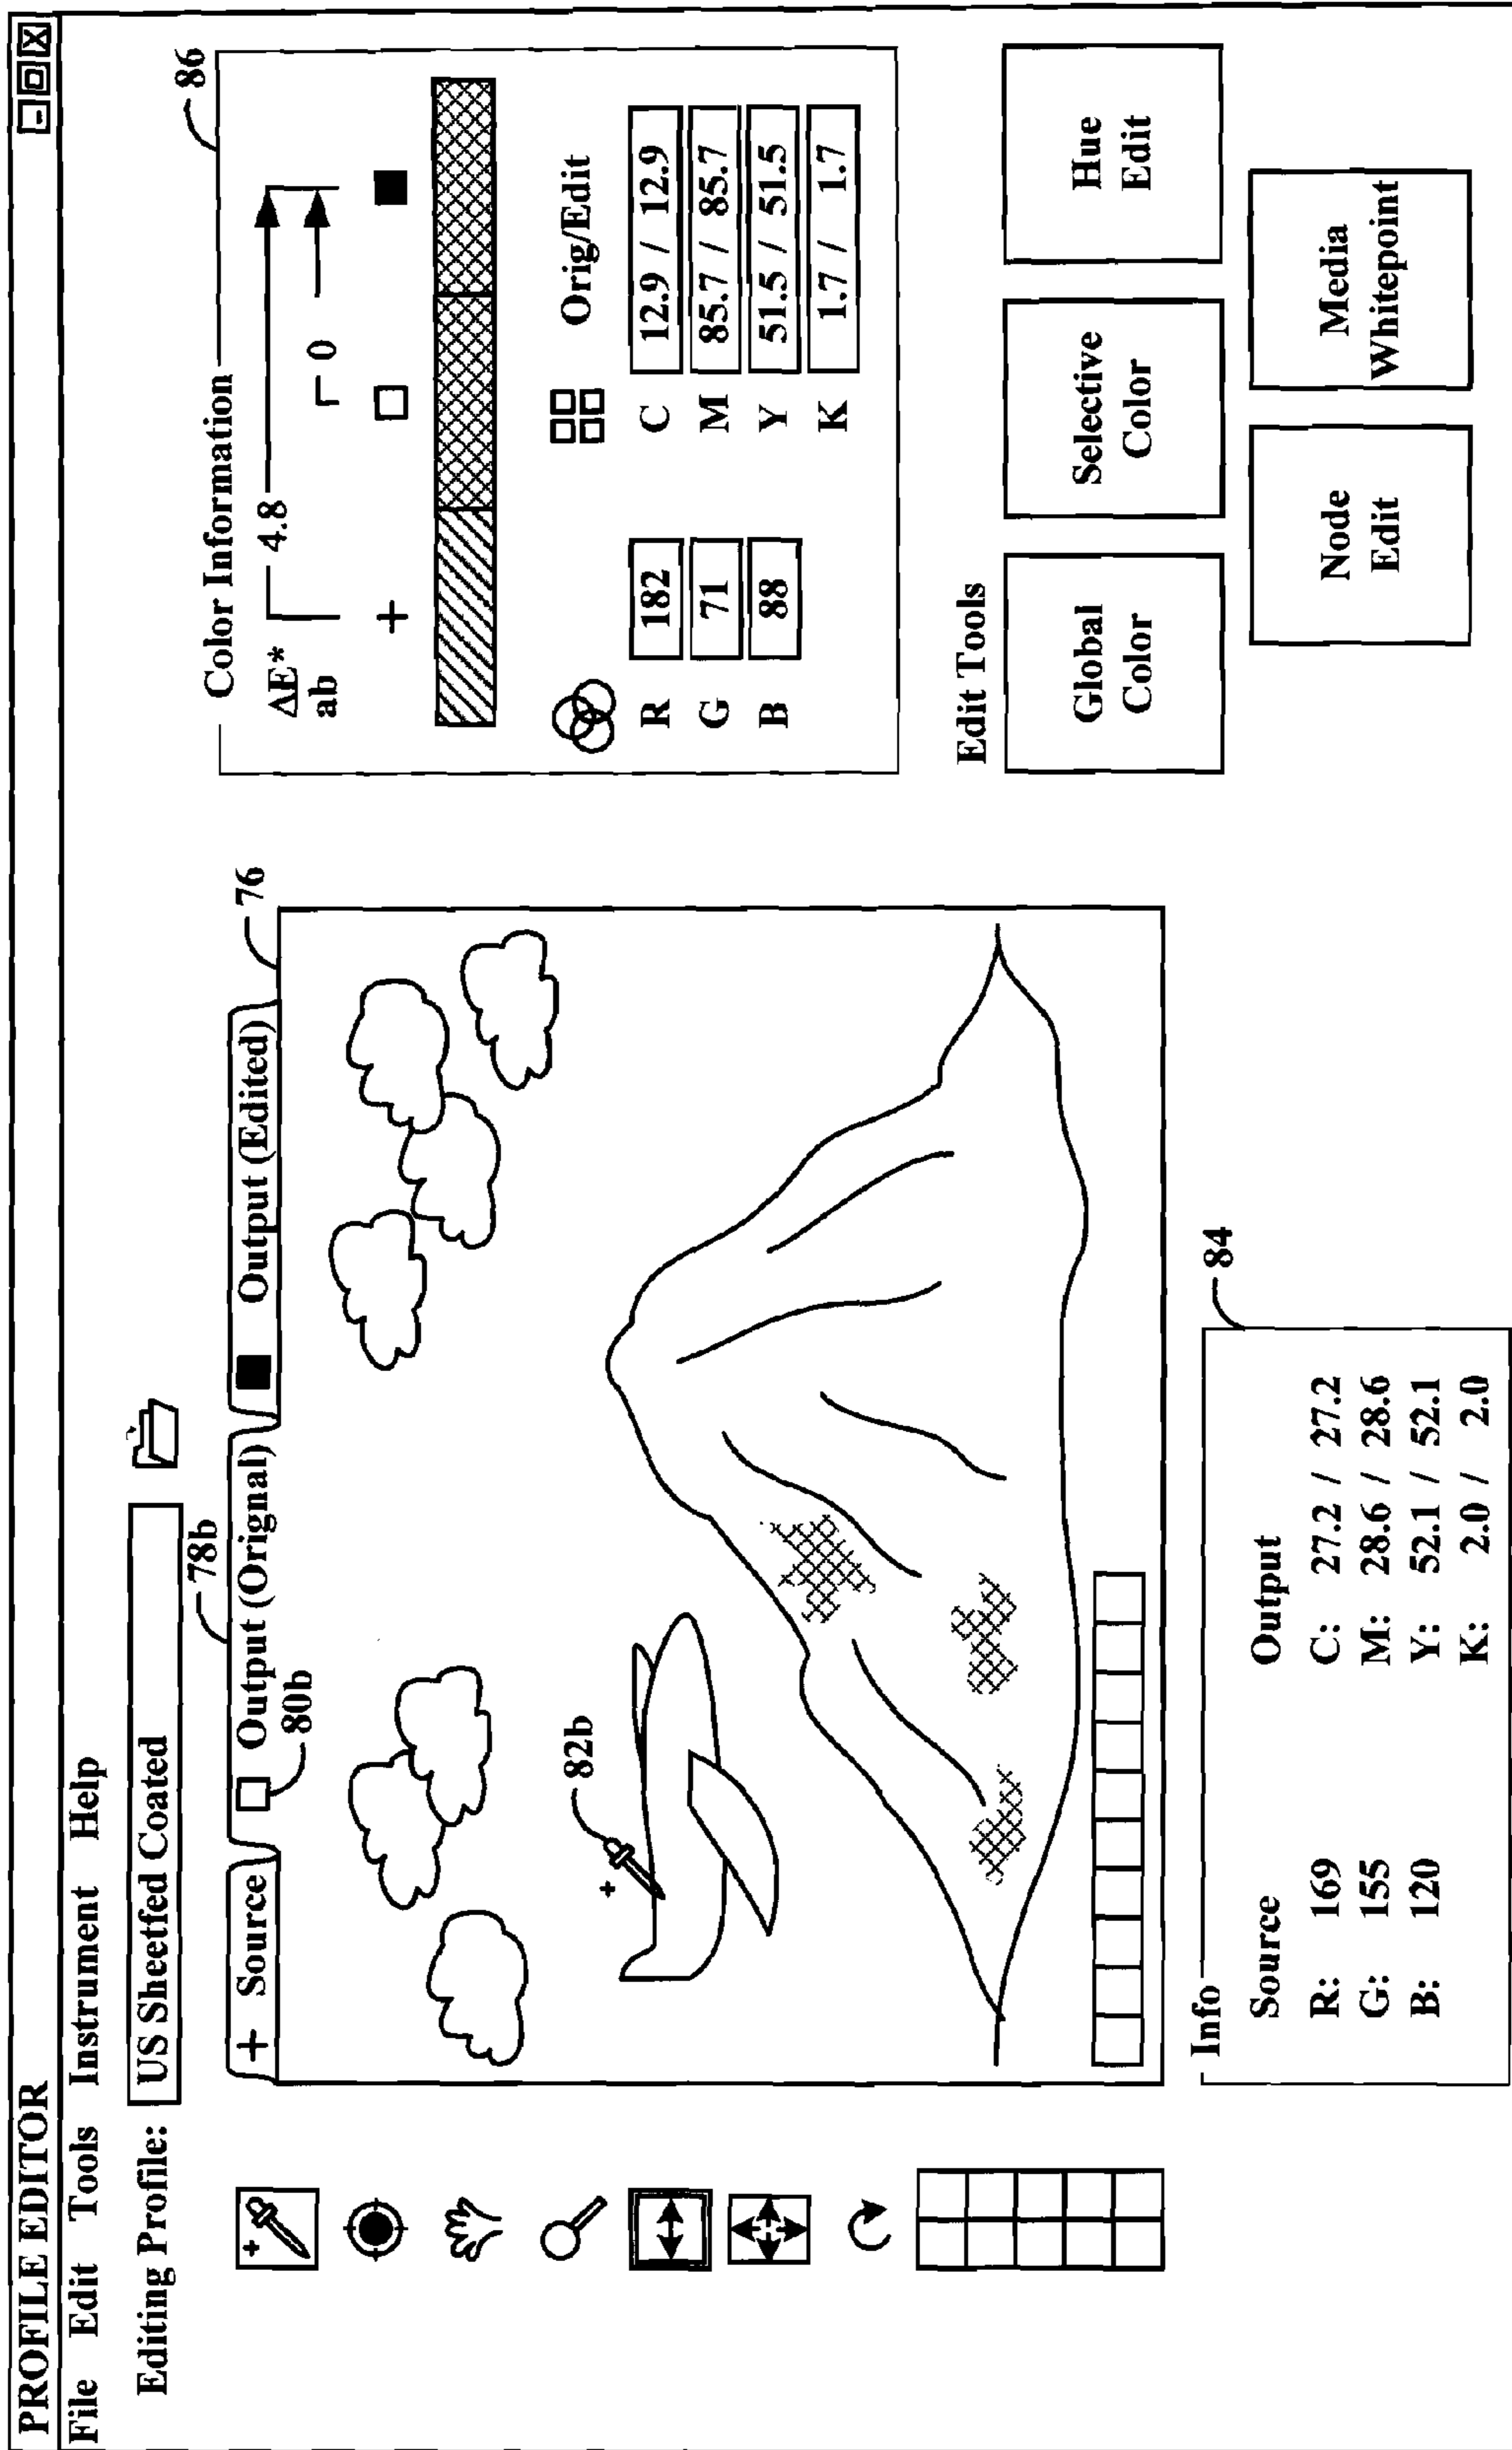 PROFILE EDITOR
File Edit Tools Instrument Help
Editing Profile: US Sheetfed Coated
78b
+ Source
Output (Orignal)
Output (Edited)
80b
76
82b
Info
84
Source
R: 169
G: 155
B: 120
Output
C: 27.2 / 27.2
M: 28.6 / 28.6
Y: 52.1 / 52.1
K: 2.0 / 2.0
Color Information
86
ΔE*
ab
4.8
0
+
R 182
G 71
B 88
Orig/Edit
C 12.9 / 12.9
M 85.7 / 85.7
Y 51.5 / 51.5
K 1.7 / 1.7
Edit Tools
Global
Color
Selective
Color
Hue
Edit
Node
Edit
Media
Whitepoint